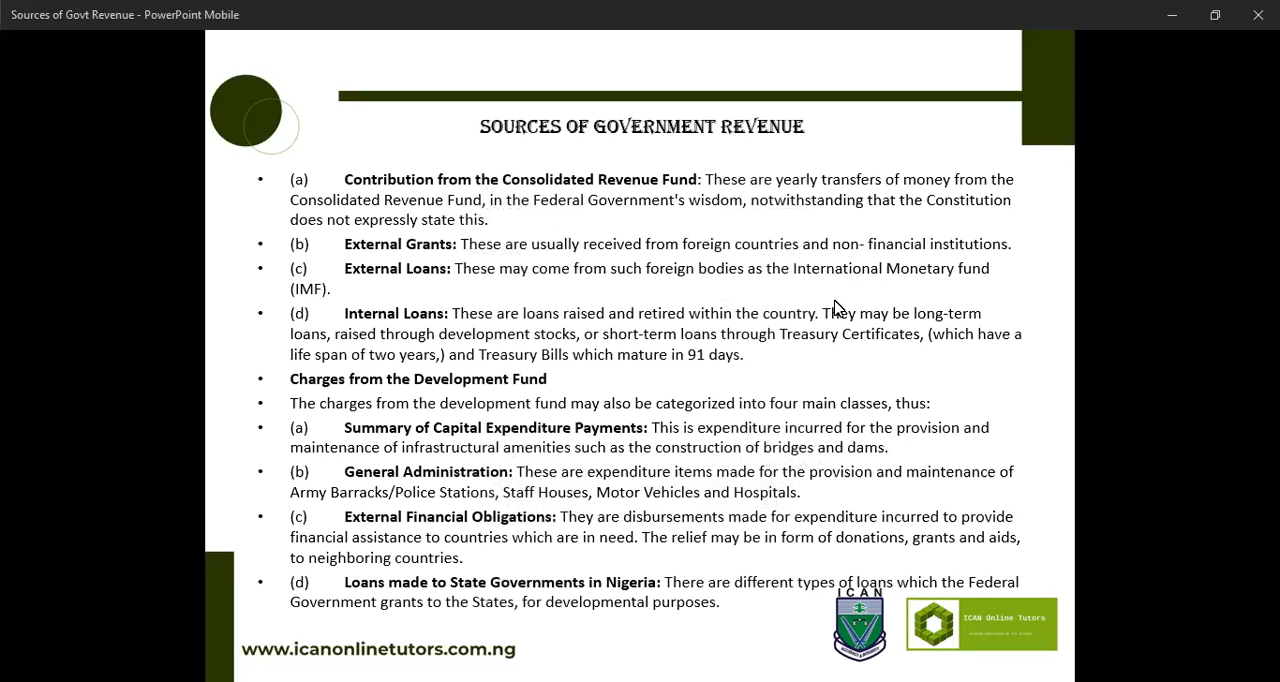 Sources of Govt Revenue - PowerPoint Mobile
SOURCES OF GOVERNMENT REVENUE
• (a) Contribution from the Consolidated Revenue Fund: These are yearly transfers of money from the
Consolidated Revenue Fund, in the Federal Government's wisdom, notwithstanding that the Constitution
does not expressly state this.
• (b) External Grants: These are usually received from foreign countries and non- financial institutions.
• (c) External Loans: These may come from such foreign bodies as the International Monetary fund
(IMF).
• (d) Internal Loans: These are loans raised and retired within the country. They may be long-term
loans, raised through development stocks, or short-term loans through Treasury Certificates, (which have a
life span of two years,) and Treasury Bills which mature in 91 days.
• Charges from the Development Fund
• The charges from the development fund may also be categorized into four main classes, thus:
• (a) Summary of Capital Expenditure Payments: This is expenditure incurred for the provision and
maintenance of infrastructural amenities such as the construction of bridges and dams.
• (b) General Administration: These are expenditure items made for the provision and maintenance of
Army Barracks/Police Stations, Staff Houses, Motor Vehicles and Hospitals.
• (c) External Financial Obligations: They are disbursements made for expenditure incurred to provide
financial assistance to countries which are in need. The relief may be in form of donations, grants and aids,
to neighboring countries.
• (d) Loans made to State Governments in Nigeria: There are different types of loans which the Federal
Government grants to the States, for developmental purposes.
ICAN
ACCURACY & INTEGRITY
ICAN Online Tutors
www.icanonlinetutors.com.ng